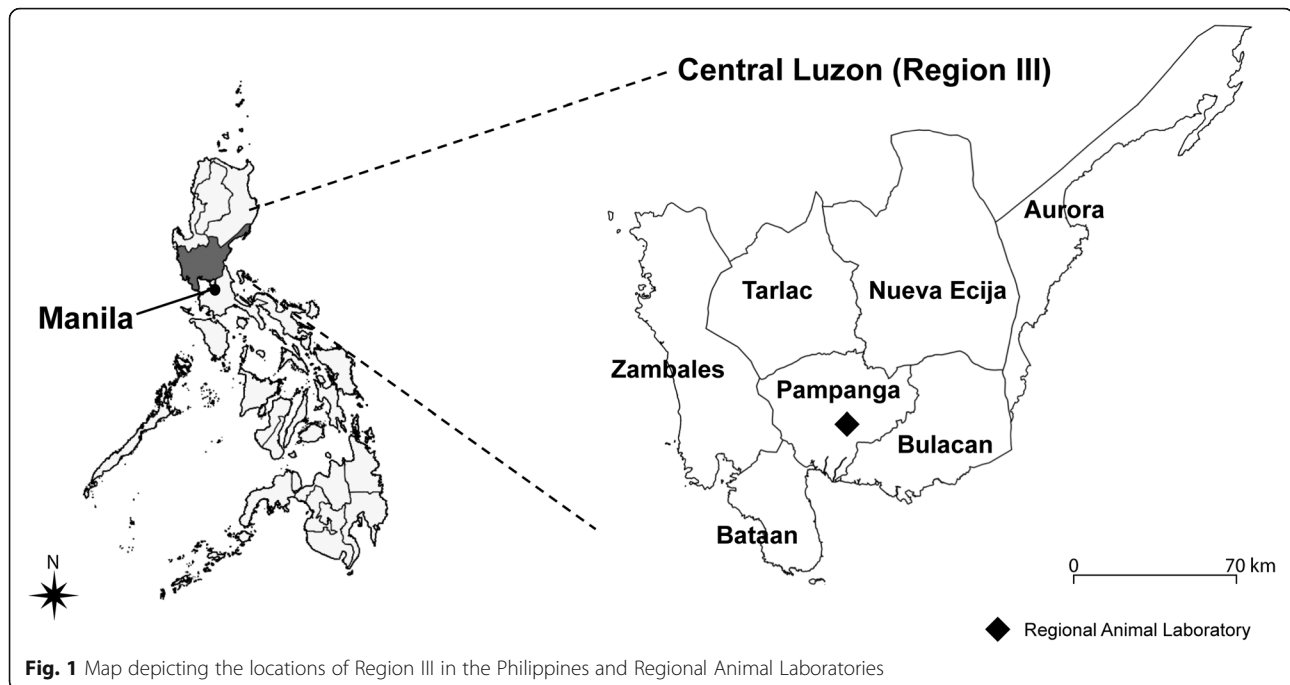 Central Luzon (Region III)
Manila
Aurora
Tarlac
Nueva Ecija
Zambales
Pampanga
Bulacan
Bataan
N
0 70 km
Regional Animal Laboratory
Fig. 1 Map depicting the locations of Region III in the Philippines and Regional Animal Laboratories